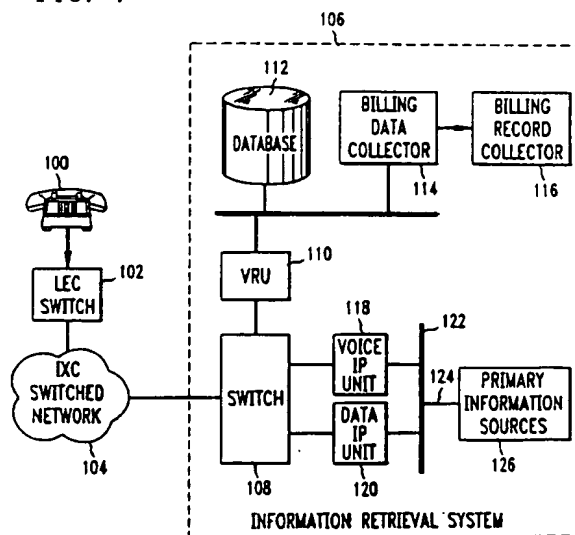 106
112
DATABASE
BILLING
DATA
COLLECTOR
114
BILLING
RECORD
COLLECTOR
116
100
102
LEC
SWITCH
IXC
SWITCHED
NETWORK
104
110
VRU
118
VOICE
IP
UNIT
122
SWITCH
108
DATA
IP
UNIT
120
124
PRIMARY
INFORMATION
SOURCES
126
INFORMATION RETRIEVAL SYSTEM